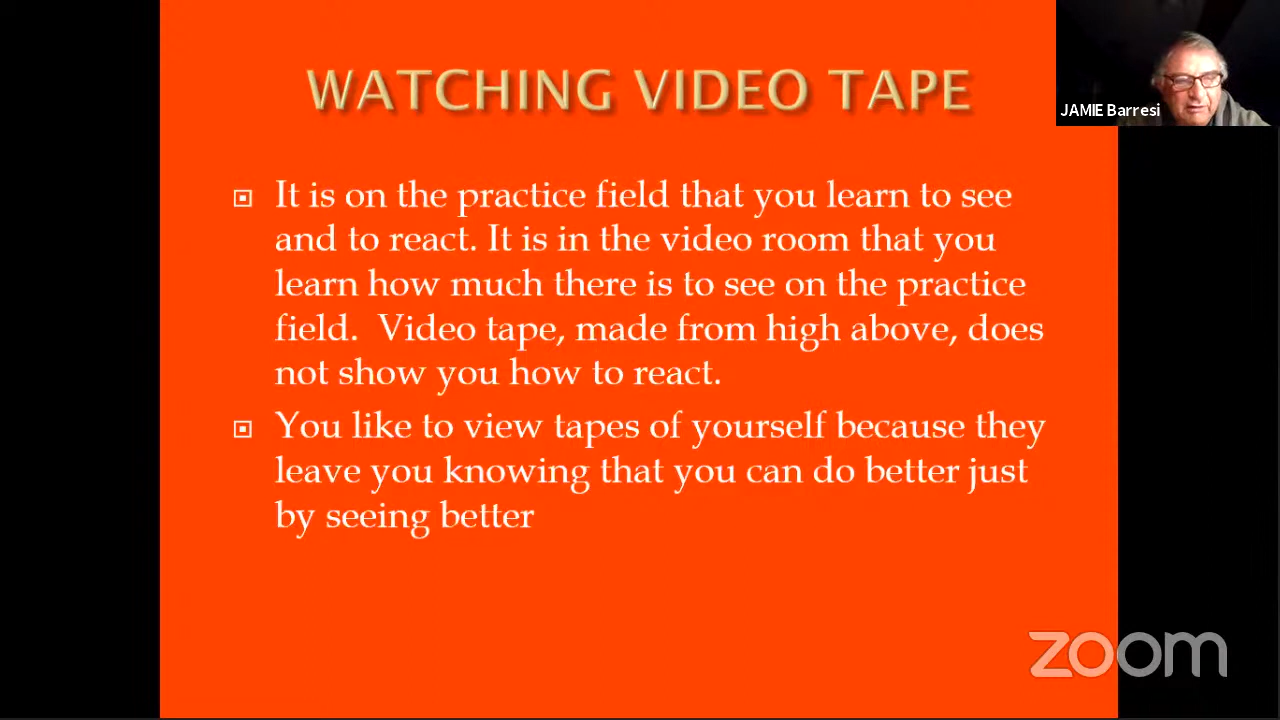 WATCHING VIDEO TAPE
JAMIE Barresi
It is on the practice field that you learn to see
and to react. It is in the video room that you
learn how much there is to see on the practice
field.  Video tape, made from high above, does
not show you how to react.
You like to view tapes of yourself because they
leave you knowing that you can do better just
by seeing better
zoom